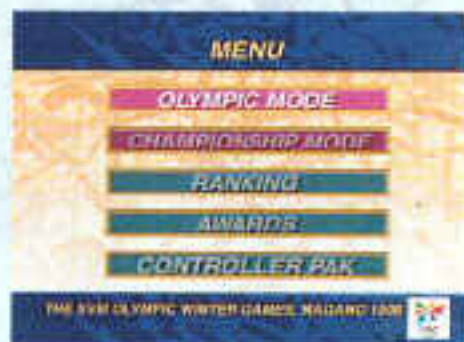 MENU
OLYMPIC MODE
CHAMPIONSHIP MODE
RANKING
AWARDS
CONTROLLER PAK
THE XVIII OLYMPIC WINTER GAMES, NAGANO 1998